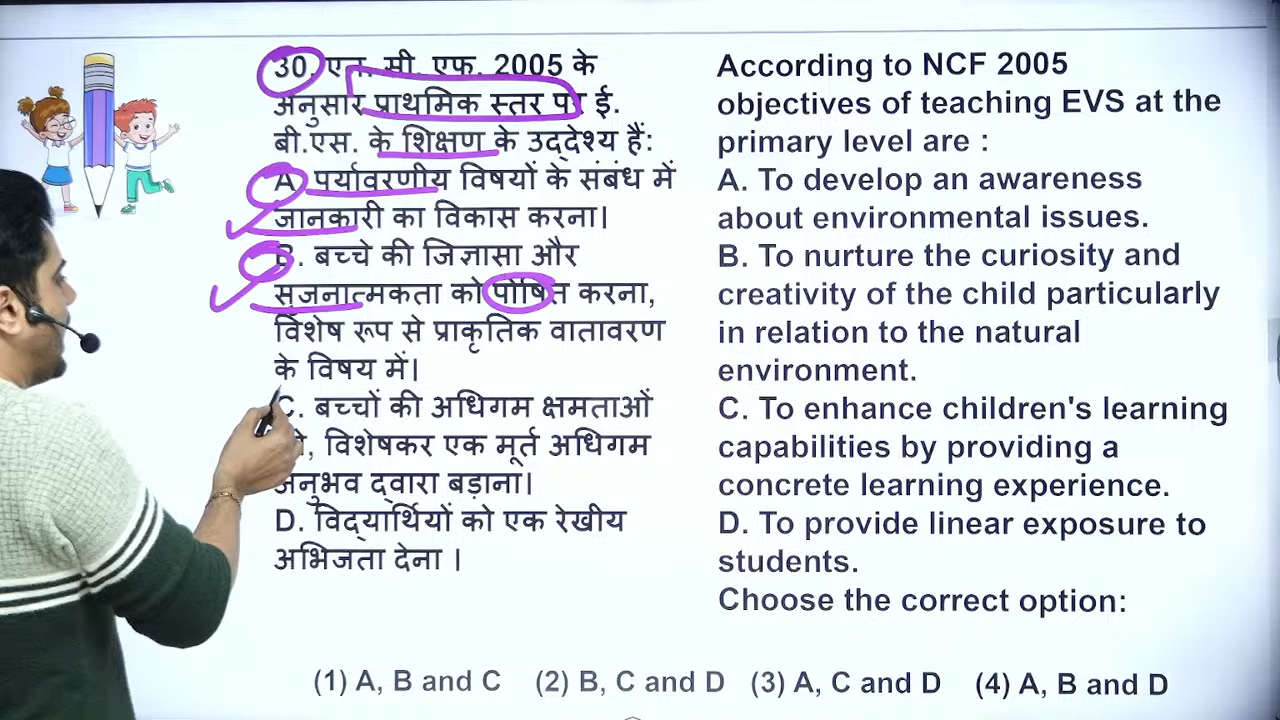 30. एन. सी. एफ. 2005 के
अनुसार प्राथमिक स्तर पर ई.
बी.एस. के शिक्षण के उद्देश्य हैं:
A. पर्यावरणीय विषयों के संबंध में
जानकारी का विकास करना।
B. बच्चे की जिज्ञासा और
सृजनात्मकता को पोषित करना,
विशेष रूप से प्राकृतिक वातावरण
के विषय में।
C. बच्चों की अधिगम क्षमताओं
विशेषकर एक मूर्त अधिगम
अनुभव द्वारा बड़ाना।
D. विद्यार्थियों को एक रेखीय
अभिजता देना ।
According to NCF 2005
objectives of teaching EVS at the
primary level are :
A. To develop an awareness
about environmental issues.
B. To nurture the curiosity and
creativity of the child particularly
in relation to the natural
environment.
C. To enhance children's learning
capabilities by providing a
concrete learning experience.
D. To provide linear exposure to
students.
Choose the correct option:
(1) A, B and C (2) B, C and D (3) A, C and D (4) A, B and D